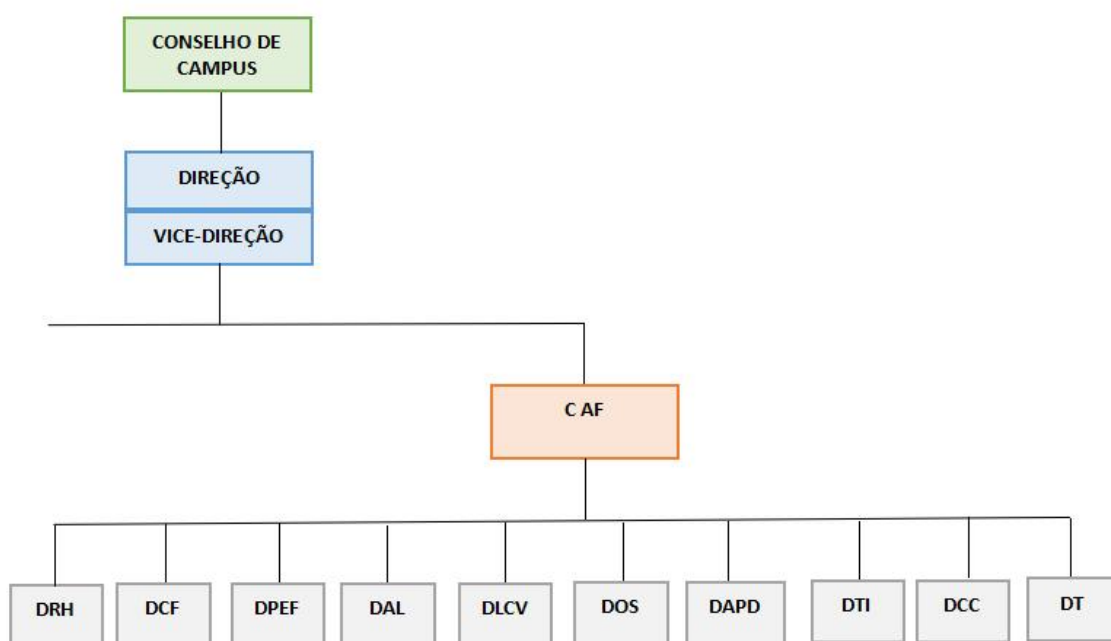 CONSELHO DE
CAMPUS
DIREÇÃO
VICE-DIREÇÃO
C AF
DRH
DCF
DPEF
DAL
DLCV
DOS
DAPD
DTI
DCC
DT